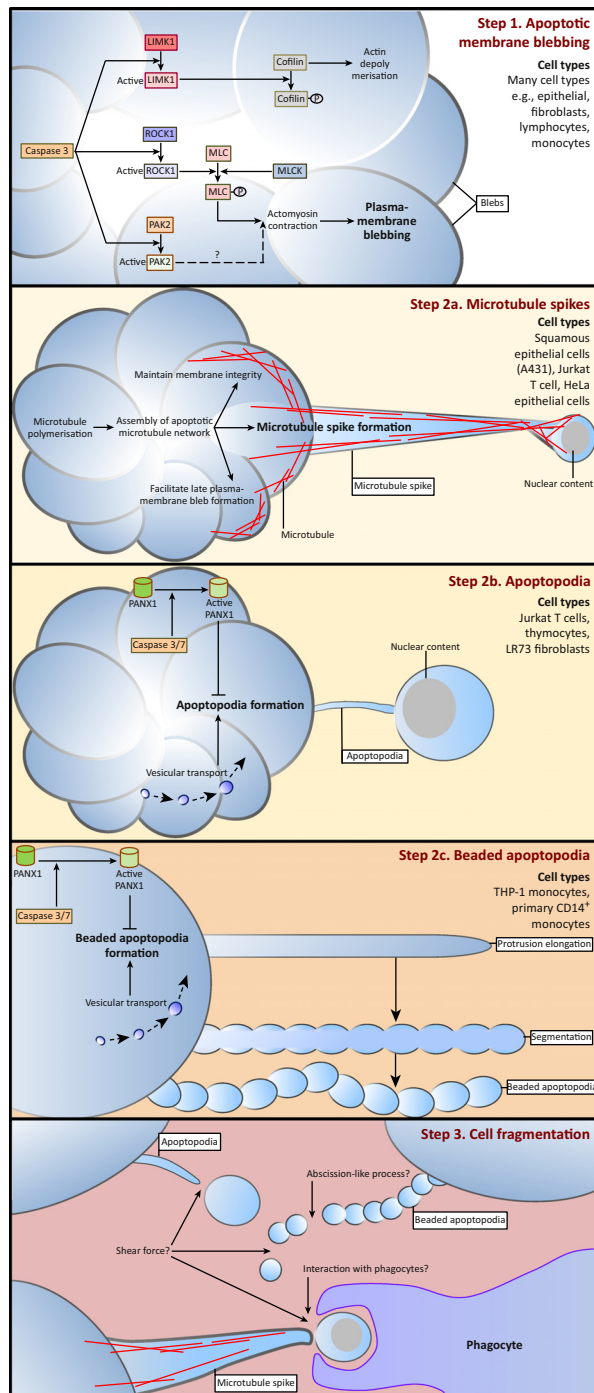 Step 1. Apoptotic
membrane blebbing
Cell types
Many cell types
e.g., epithelial,
fibroblasts,
lymphocytes,
monocytes
LIMK1
Active LIMK1
Cofilin
Actin
depoly
merisation
Cofilin P
Caspase 3
ROCK1
Active ROCK1
MLC
MLCK
MLC P
PAK2
Active PAK2
?
Actomyosin
contraction
Plasma-
membrane
blebbing
Blebs
Step 2a. Microtubule spikes
Cell types
Squamous
epithelial cells
(A431), Jurkat
T cell, HeLa
epithelial cells
Maintain membrane integrity
Microtubule
polymerisation
Assembly of apoptotic
microtubule network
Microtubule spike formation
Facilitate late plasma-
membrane bleb formation
Microtubule
Microtubule spike
Nuclear content
Step 2b. Apoptopodia
Cell types
Jurkat T cells,
thymocytes,
LR73 fibroblasts
PANX1
Active
PANX1
Caspase 3/7
Apoptopodia formation
Vesicular transport
Nuclear content
Apoptopodia
Step 2c. Beaded apoptopodia
Cell types
THP-1 monocytes,
primary CD14+
monocytes
PANX1
Active
PANX1
Caspase 3/7
Beaded apoptopodia
formation
Vesicular transport
Protrusion elongation
Segmentation
Beaded apoptopodia
Step 3. Cell fragmentation
Apoptopodia
Abscission-like process?
Beaded apoptopodia
Shear force?
Interaction with phagocytes?
Phagocyte
Microtubule spike